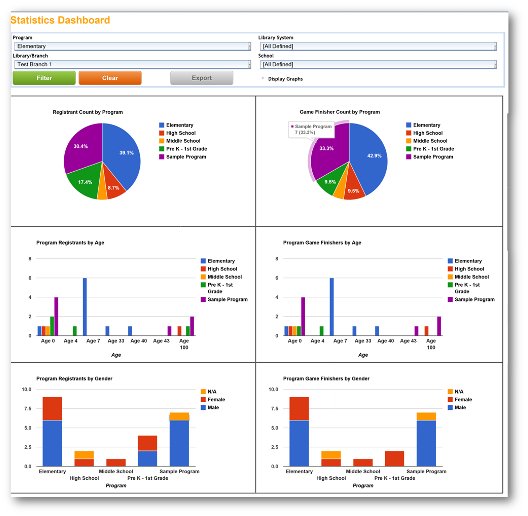 Statistics Dashboard
Program
Library System
Elementary
[All Defined]
Library/Branch
School
Test Branch 1
[All Defined]
Filter
Clear
Export
Display Graphs
Registrant Count by Program
39.1%
8.7%
17.4%
30.4%
Elementary
High School
Middle School
Pre K - 1st Grade
Sample Program
Game Finisher Count by Program
Sample Program
7 (33.3%)
33.3%
42.9%
9.5%
9.5%
Elementary
High School
Middle School
Pre K - 1st Grade
Sample Program
Program Registrants by Age
8
6
4
2
0
Age 0 Age 4 Age 7 Age 33 Age 40 Age 43 Age
100
Age
Elementary
High School
Middle School
Pre K - 1st
Grade
Sample Program
Program Game Finishers by Age
8
6
4
2
0
Age 0 Age 4 Age 7 Age 33 Age 40 Age 43 Age
100
Age
Elementary
High School
Middle School
Pre K - 1st
Grade
Sample Program
Program Registrants by Gender
10.0
7.5
5.0
2.5
0.0
Elementary Middle School Sample Program
High School Pre K - 1st Grade
Program
N/A
Female
Male
Program Game Finishers by Gender
10.0
7.5
5.0
2.5
0.0
Elementary Middle School Sample Program
High School Pre K - 1st Grade
Program
N/A
Female
Male